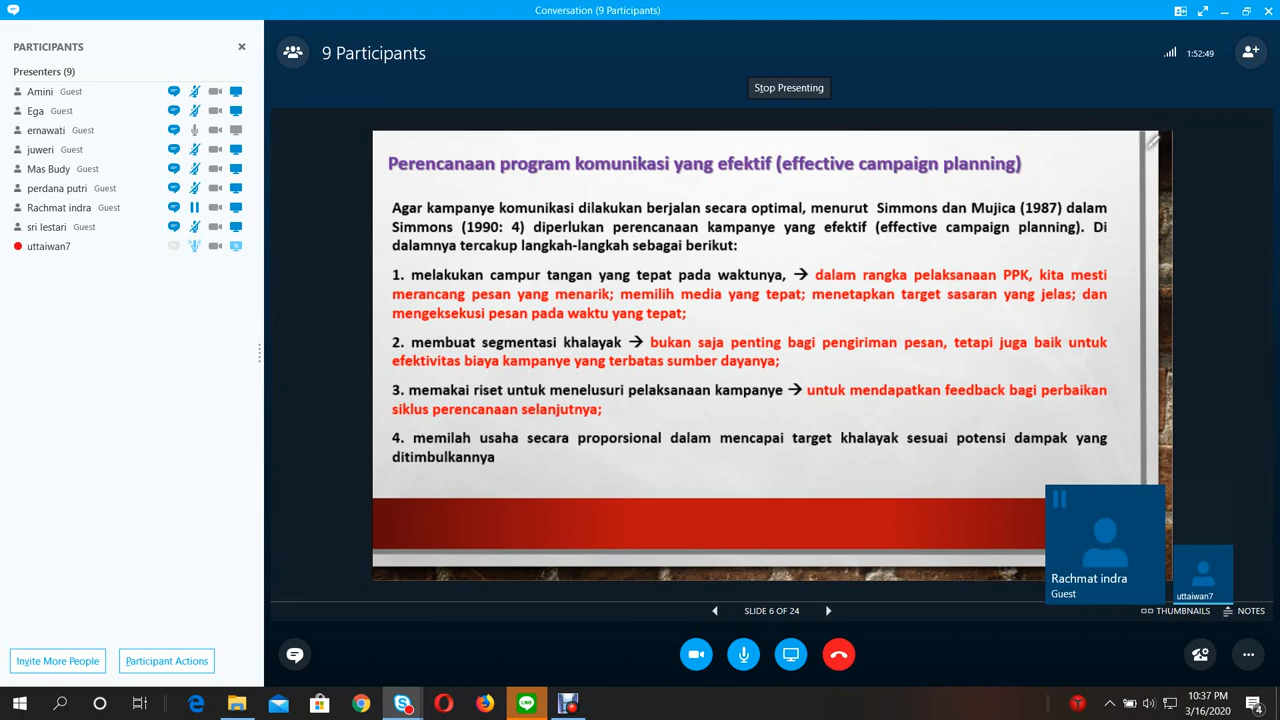 Conversation (9 Participants)
PARTICIPANTS
Presenters (9)
Amini Guest
Ega Guest
ernawati Guest
juweri Guest
Mas Budy Guest
perdana putri Guest
Rachmat indra Guest
sri lestari Guest
uttaiwan7
Invite More People
Participant Actions
9 Participants
1:52:49
Stop Presenting
Perencanaan program komunikasi yang efektif (effective campaign planning)
Agar kampanye komunikasi dilakukan berjalan secara optimal, menurut Simmons dan Mujica (1987) dalam
Simmons (1990: 4) diperlukan perencanaan kampanye yang efektif (effective campaign planning). Di
dalamnya tercakup langkah-langkah sebagai berikut:
1. melakukan campur tangan yang tepat pada waktunya, → dalam rangka pelaksanaan PPK, kita mesti
merancang pesan yang menarik; memilih media yang tepat; menetapkan target sasaran yang jelas; dan
mengeksekusi pesan pada waktu yang tepat;
2. membuat segmentasi khalayak → bukan saja penting bagi pengiriman pesan, tetapi juga baik untuk
efektivitas biaya kampanye yang terbatas sumber dayanya;
3. memakai riset untuk menelusuri pelaksanaan kampanye → untuk mendapatkan feedback bagi perbaikan
siklus perencanaan selanjutnya;
4. memilah usaha secara proporsional dalam mencapai target khalayak sesuai potensi dampak yang
ditimbulkannya
Rachmat indra
Guest
uttaiwan7
SLIDE 6 OF 24
THUMBNAILS
NOTES
LINE
10:37 PM
3/16/2020
4